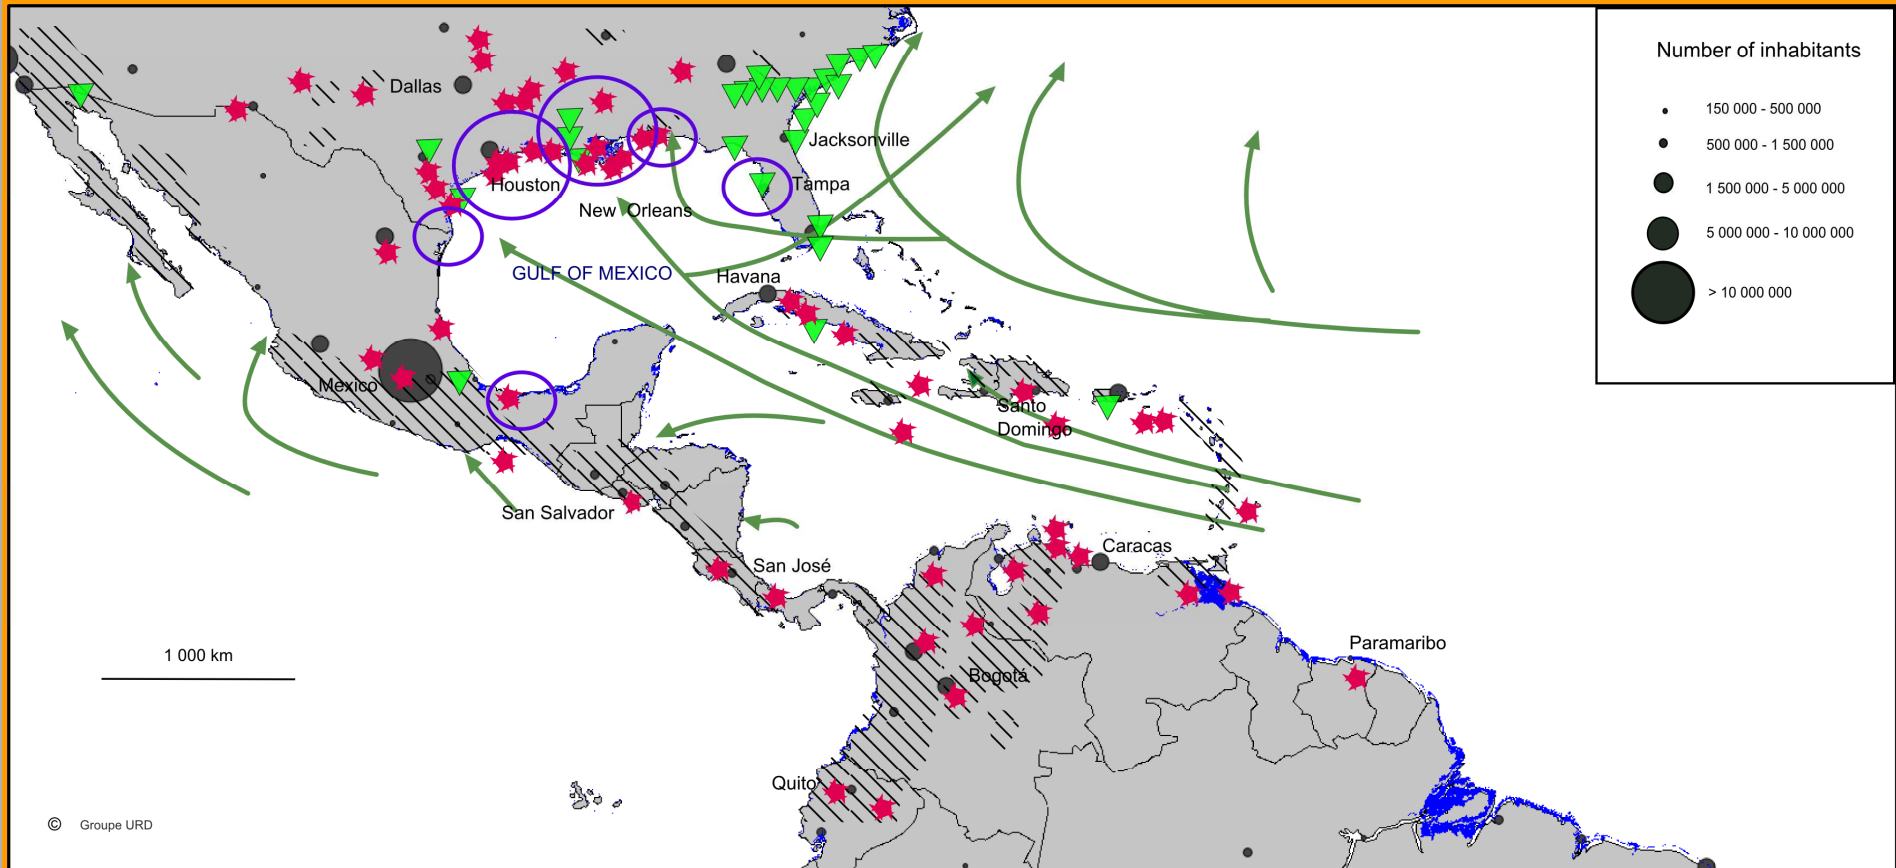 Number of inhabitants
150 000 - 500 000
500 000 - 1 500 000
1 500 000 - 5 000 000
5 000 000 - 10 000 000
> 10 000 000
Dallas
Jacksonville
Houston
Tampa
New Orleans
GULF OF MEXICO
Havana
Mexico
Santo
Domingo
San Salvador
San José
Caracas
Paramaribo
Bogotá
Quito
1 000 km
© Groupe URD